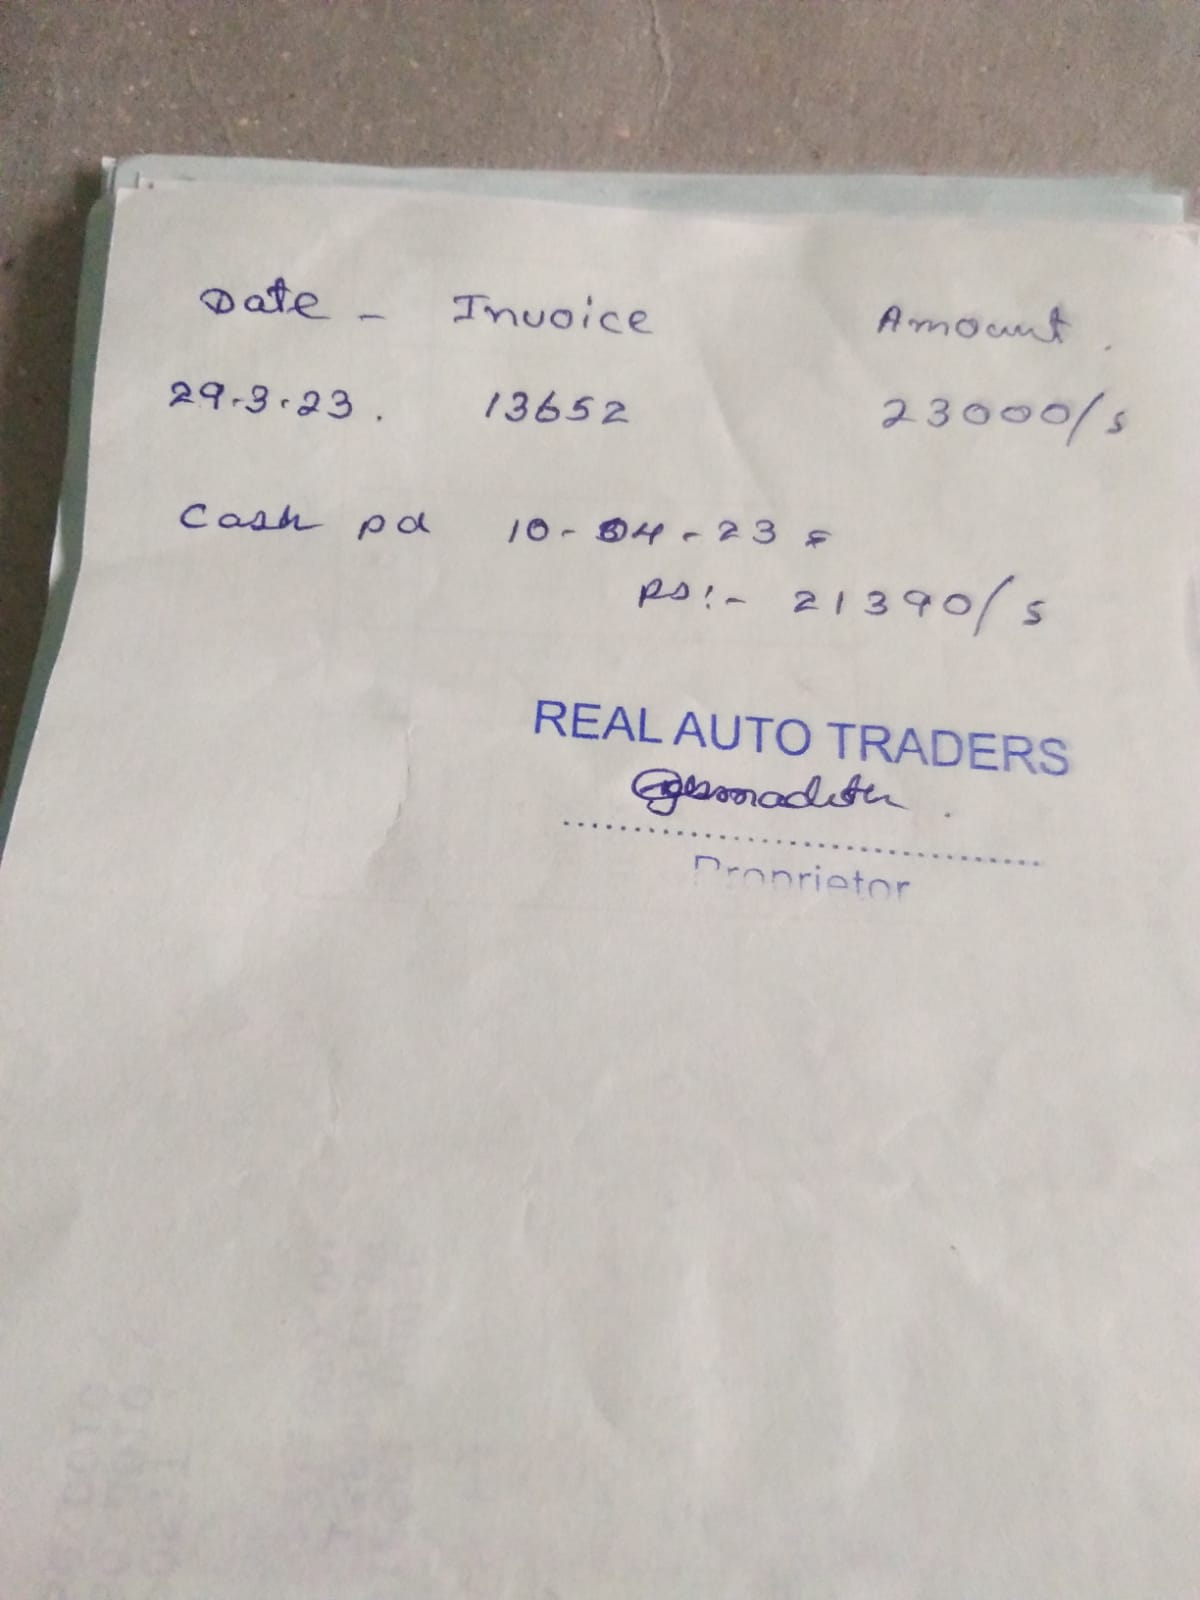 Date - Invoice Amount.
29.3.23. 13652 23000/s
Cash pd 10-04-23
Rs:- 21390/s
REAL AUTO TRADERS
Proprietor